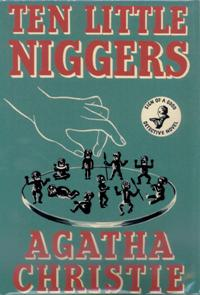 TEN LITTLE
NIGGERS
SIGN OF A GOOD
DETECTIVE NOVEL
AGATHA
CHRISTIE